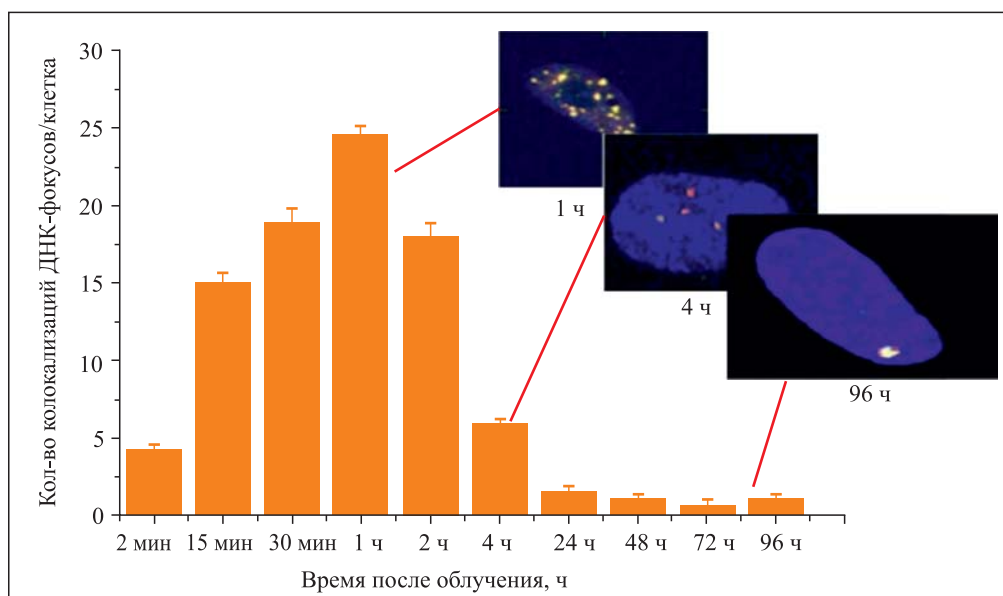 Кол-во колокализаций ДНК-фокусов/клетка
30
25
20
15
10
5
0
2 мин 15 мин 30 мин 1 ч 2 ч 4 ч 24 ч 48 ч 72 ч 96 ч
Время после облучения, ч
1 ч
4 ч
96 ч